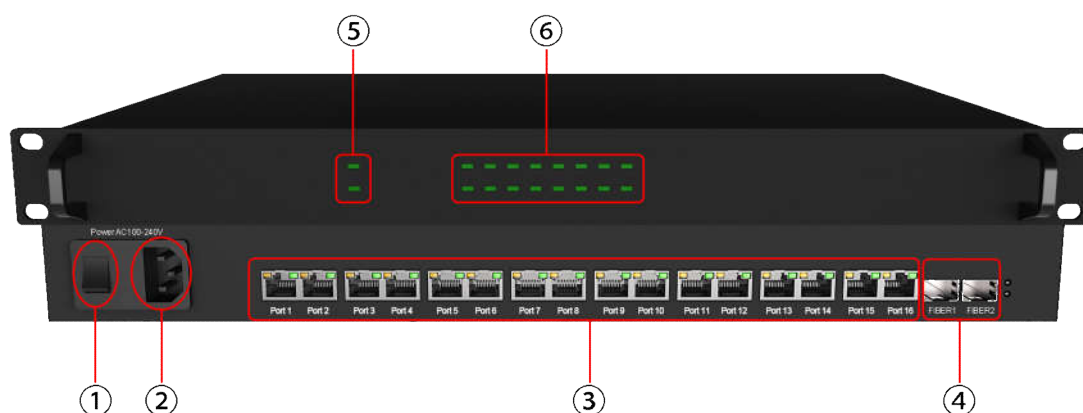 ⑤ ⑥
Power AC100-240V
Port 1 Port 2 Port 3 Port 4 Port 5 Port 6 Port 7 Port 8 Port 9 Port 10 Port 11 Port 12 Port 13 Port 14 Port 15 Port 16 FIBER1 FIBER2
① ② ③ ④